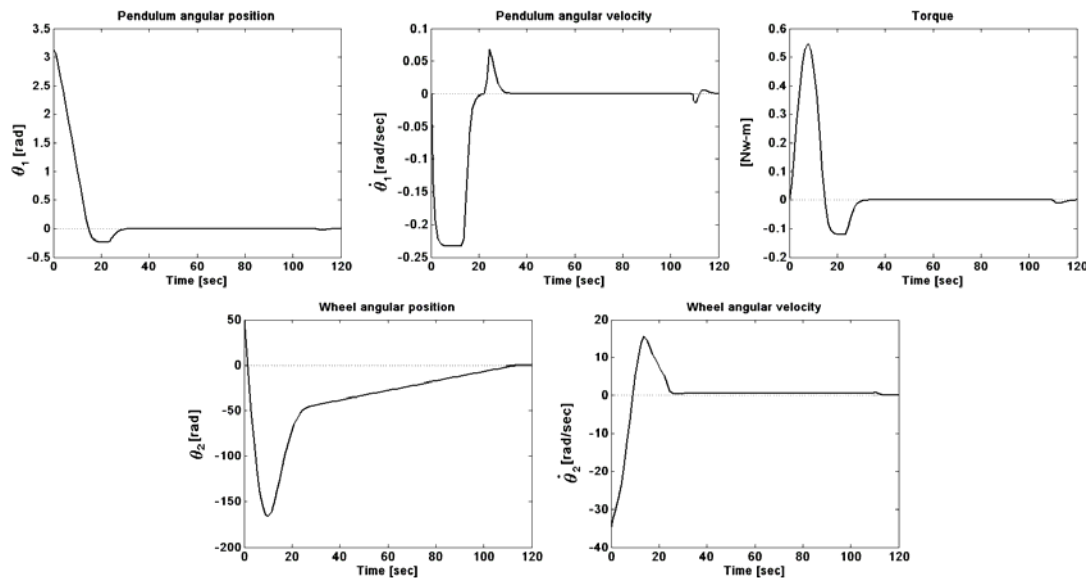 Pendulum angular position
3.5
3
2.5
2
1.5
1
0.5
0
-0.5
θ1 [rad]
0 20 40 60 80 100 120
Time [sec]
Pendulum angular velocity
0.1
0.05
0
-0.05
-0.1
-0.15
-0.2
-0.25
θ̇1 [rad/sec]
0 20 40 60 80 100 120
Time [sec]
Torque
0.6
0.5
0.4
0.3
0.2
0.1
0
-0.1
-0.2
[Nw-m]
0 20 40 60 80 100 120
Time [sec]
Wheel angular position
50
0
-50
-100
-150
-200
θ2 [rad]
0 20 40 60 80 100 120
Time [sec]
Wheel angular velocity
20
10
0
-10
-20
-30
-40
θ̇2 [rad/sec]
0 20 40 60 80 100 120
Time [sec]